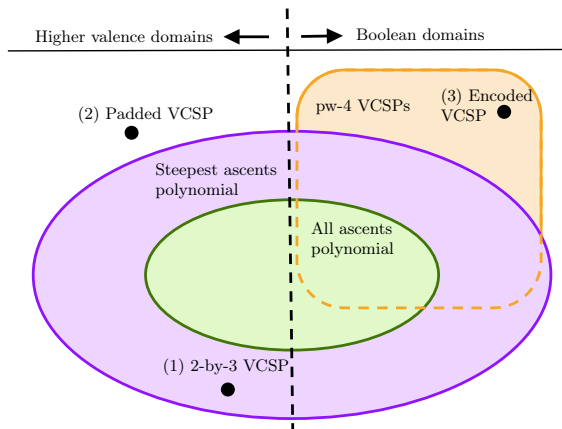 Higher valence domains
Boolean domains
(2) Padded VCSP
pw-4 VCSPs
(3) Encoded
VCSP
Steepest ascents
polynomial
All ascents
polynomial
(1) 2-by-3 VCSP